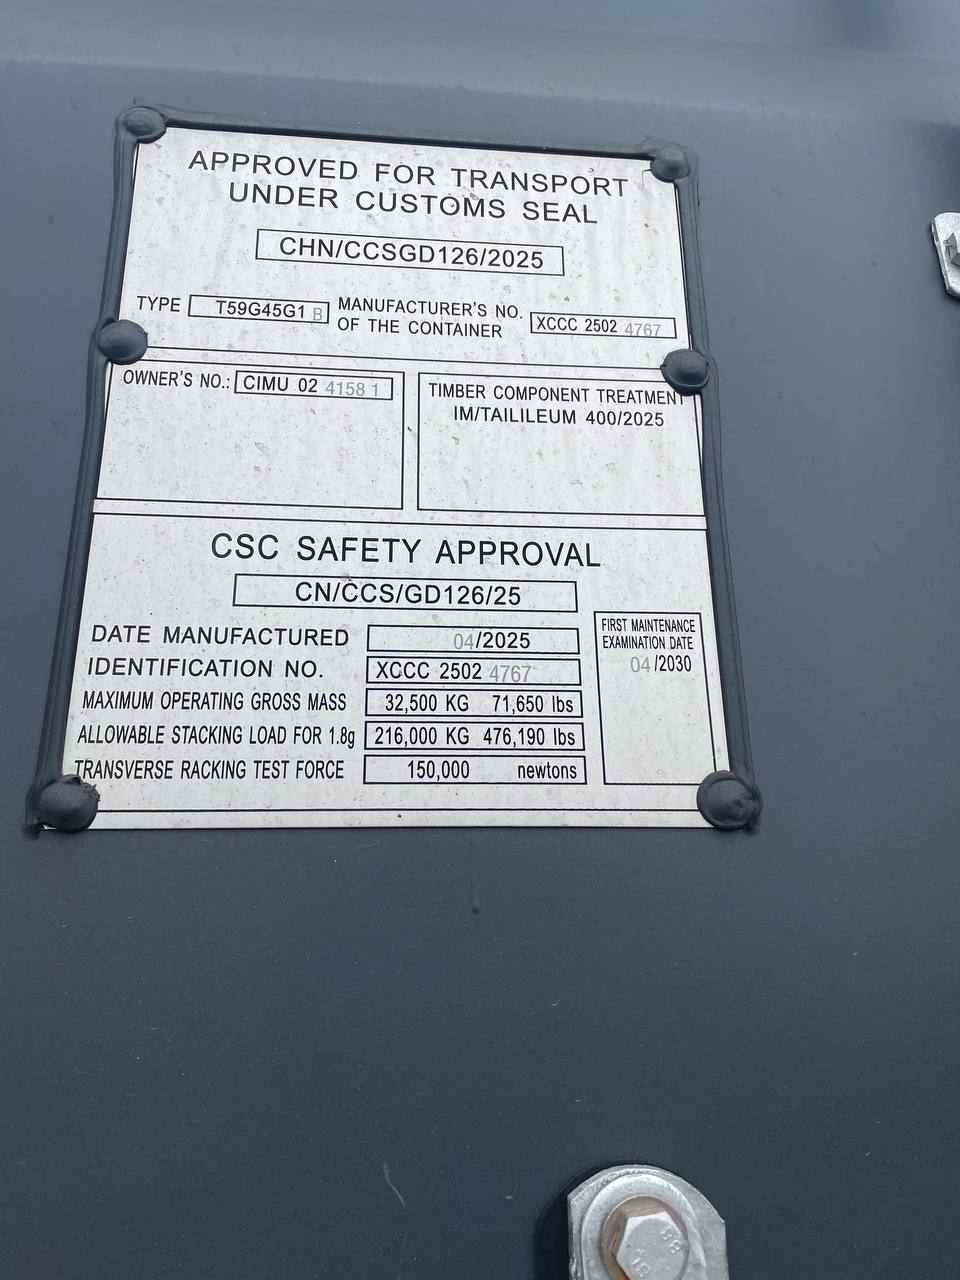 APPROVED FOR TRANSPORT
UNDER CUSTOMS SEAL
CHN/CCSGD126/2025
TYPE T59G45G1 B
MANUFACTURER'S NO.
OF THE CONTAINER
XCCC 2502 4767
OWNER'S NO.: CIMU 02 4158 1
TIMBER COMPONENT TREATMENT
IM/TAILILEUM 400/2025
CSC SAFETY APPROVAL
CN/CCS/GD126/25
DATE MANUFACTURED 04/2025
IDENTIFICATION NO. XCCC 2502 4767
MAXIMUM OPERATING GROSS MASS 32,500 KG 71,650 lbs
ALLOWABLE STACKING LOAD FOR 1.8g 216,000 KG 476,190 lbs
TRANSVERSE RACKING TEST FORCE 150,000 newtons
FIRST MAINTENANCE
EXAMINATION DATE
04/2030